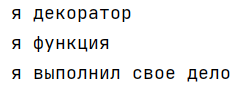 я декоратор
я функция
я выполнил свое дело